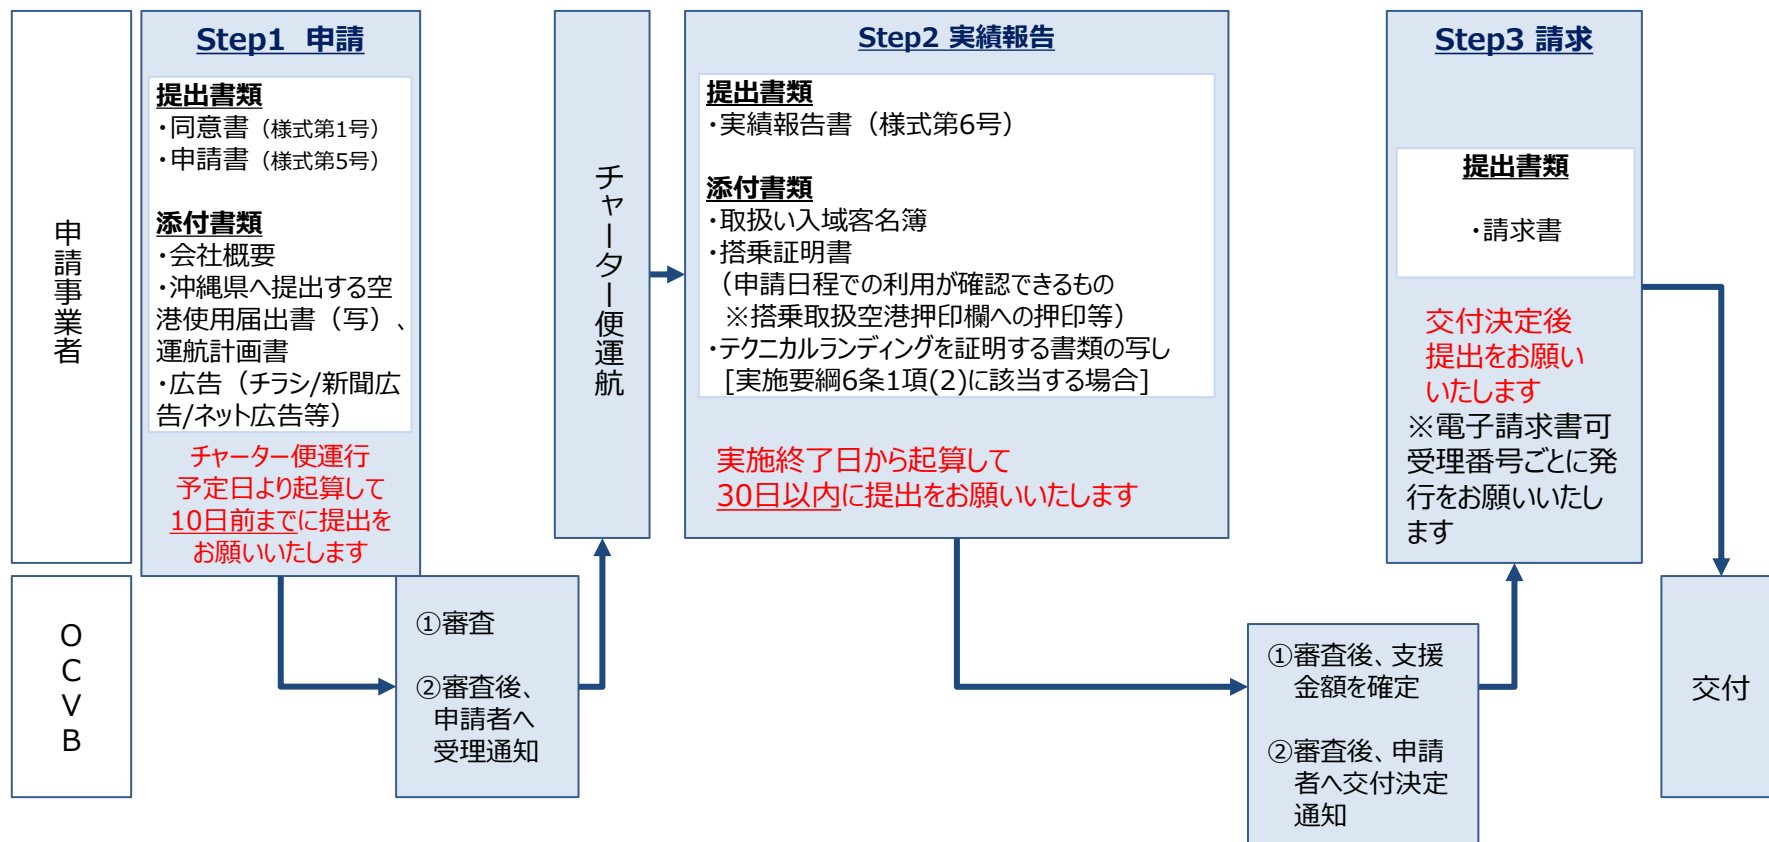 申請事業者
Step1 申請
提出書類
・同意書（様式第1号）
・申請書（様式第5号）
添付書類
・会社概要
・沖縄県へ提出する空
港使用届出書（写）、
運航計画書
・広告（チラシ/新聞広
告/ネット広告等）
チャーター便運行
予定日より起算して
10日前までに提出を
お願いいたします
チャーター便運航
Step2 実績報告
提出書類
・実績報告書（様式第6号）
添付書類
・取扱い入域客名簿
・搭乗証明書
（申請日程での利用が確認できるもの
※搭乗取扱空港押印欄への押印等）
・テクニカルランディングを証明する書類の写し
[実施要綱6条1項(2)に該当する場合]
実施終了日から起算して
30日以内に提出をお願いいたします
Step3 請求
提出書類
・請求書
交付決定後
提出をお願い
いたします
※電子請求書可
受理番号ごとに発
行をお願いいたし
ます
OCVB
①審査
②審査後、
申請者へ
受理通知
①審査後、支援
金額を確定
②審査後、申請
者へ交付決定
通知
交付